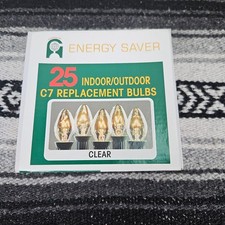 ENERGY SAVER
25 INDOOR/OUTDOOR
C7 REPLACEMENT BULBS
CLEAR